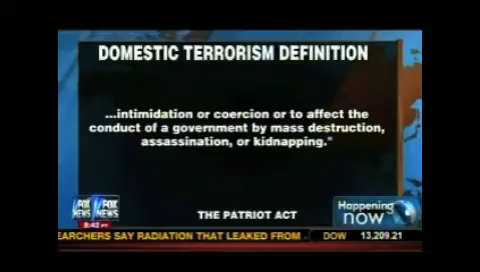 DOMESTIC TERRORISM DEFINITION
...intimidation or coercion or to affect the
conduct of a government by mass destruction,
assassination, or kidnapping."
THE PATRIOT ACT
FOX NEWS
FOX NEWS
8:42 PT
Happening
now
EARCHERS SAY RADIATION THAT LEAKED FROM
DOW 13,209.21